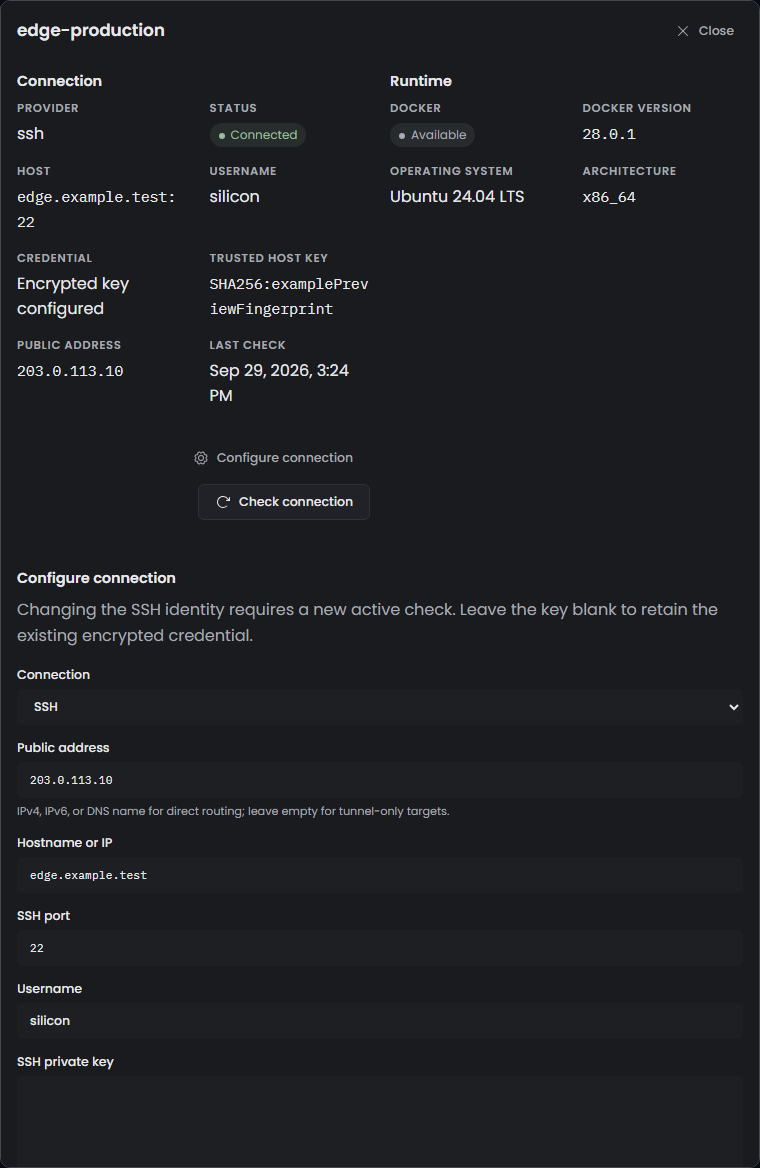 edge-production
Close
Connection
PROVIDER
ssh
STATUS
Connected
HOST
edge.example.test:
22
USERNAME
silicon
CREDENTIAL
Encrypted key
configured
TRUSTED HOST KEY
SHA256:examplePrev
iewFingerprint
PUBLIC ADDRESS
203.0.113.10
LAST CHECK
Sep 29, 2026, 3:24
PM
Configure connection
Check connection
Runtime
DOCKER
Available
DOCKER VERSION
28.0.1
OPERATING SYSTEM
Ubuntu 24.04 LTS
ARCHITECTURE
x86_64
Configure connection
Changing the SSH identity requires a new active check. Leave the key blank to retain the
existing encrypted credential.
Connection
SSH
Public address
203.0.113.10
IPv4, IPv6, or DNS name for direct routing; leave empty for tunnel-only targets.
Hostname or IP
edge.example.test
SSH port
22
Username
silicon
SSH private key